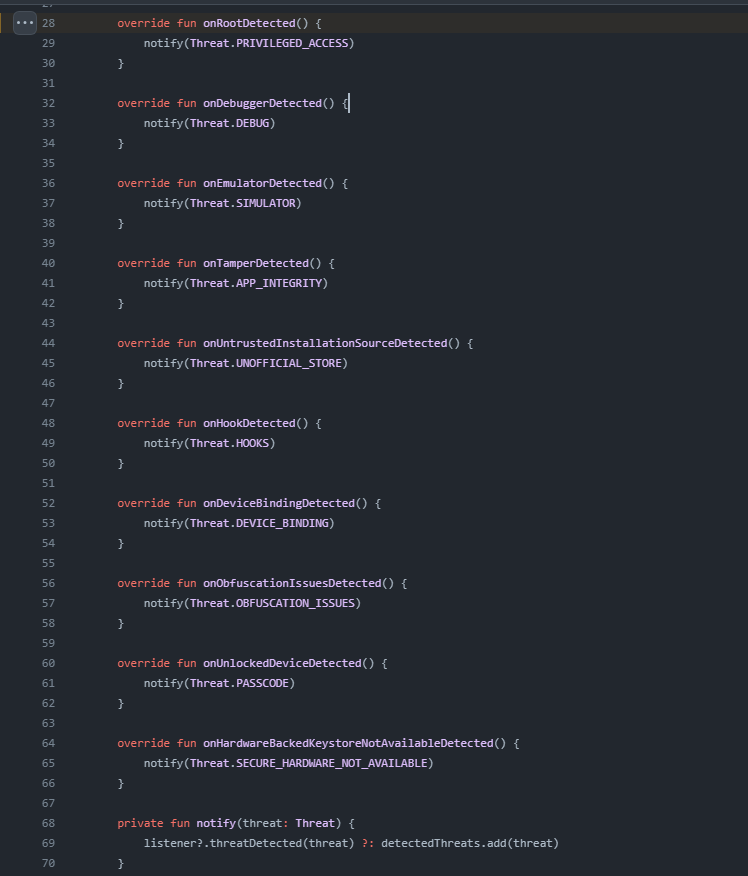 28 override fun onRootDetected() {
29 notify(Threat.PRIVILEGED_ACCESS)
30 }
31
32 override fun onDebuggerDetected() {
33 notify(Threat.DEBUG)
34 }
35
36 override fun onEmulatorDetected() {
37 notify(Threat.SIMULATOR)
38 }
39
40 override fun onTamperDetected() {
41 notify(Threat.APP_INTEGRITY)
42 }
43
44 override fun onUntrustedInstallationSourceDetected() {
45 notify(Threat.UNOFFICIAL_STORE)
46 }
47
48 override fun onHookDetected() {
49 notify(Threat.HOOKS)
50 }
51
52 override fun onDeviceBindingDetected() {
53 notify(Threat.DEVICE_BINDING)
54 }
55
56 override fun onObfuscationIssuesDetected() {
57 notify(Threat.OBFUSCATION_ISSUES)
58 }
59
60 override fun onUnlockedDeviceDetected() {
61 notify(Threat.PASSCODE)
62 }
63
64 override fun onHardwareBackedKeystoreNotAvailableDetected() {
65 notify(Threat.SECURE_HARDWARE_NOT_AVAILABLE)
66 }
67
68 private fun notify(threat: Threat) {
69 listener?.threatDetected(threat) ?: detectedThreats.add(threat)
70 }